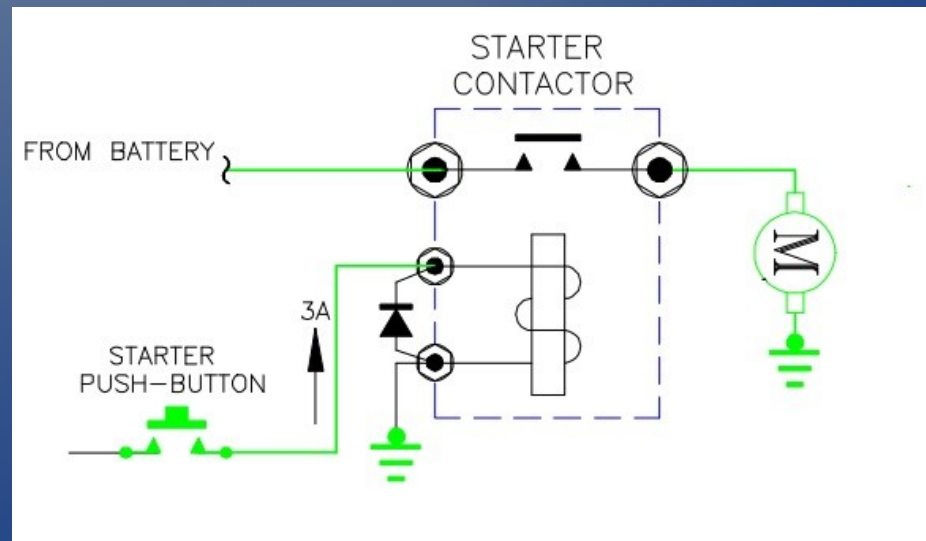 STARTER
CONTACTOR
FROM BATTERY
M
3A
STARTER
PUSH-BUTTON